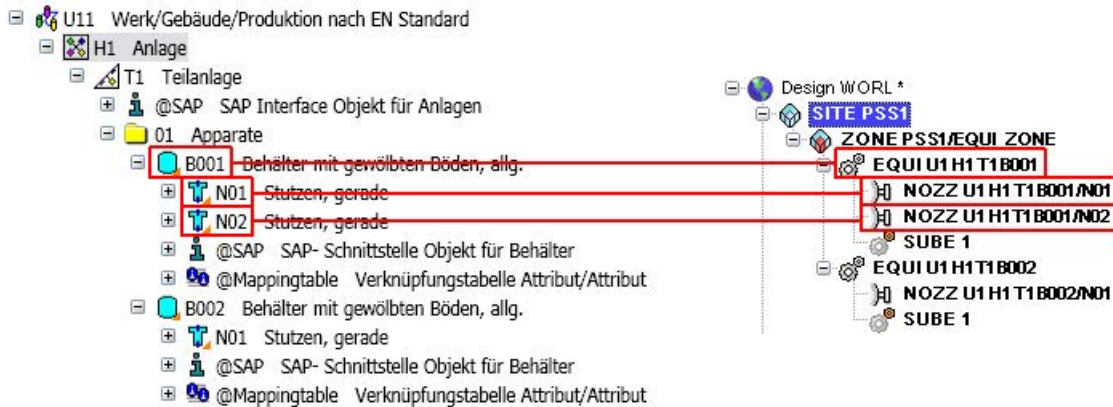 U11 Werk/Gebäude/Produktion nach EN Standard
H1 Anlage
T1 Teilanlage
@SAP SAP Interface Objekt für Anlagen
01 Apparate
B001 Behälter mit gewölbten Böden, allg.
N01 Stutzen, gerade
N02 Stutzen, gerade
@SAP SAP- Schnittstelle Objekt für Behälter
@Mappingtable Verknüpfungstabelle Attribut/Attribut
B002 Behälter mit gewölbten Böden, allg.
N01 Stutzen, gerade
@SAP SAP- Schnittstelle Objekt für Behälter
@Mappingtable Verknüpfungstabelle Attribut/Attribut
Design WORL *
SITE PSS1
ZONE PSS1/EQUI ZONE
EQUI U1 H1 T1 B001
NOZZ U1 H1 T1 B001/N01
NOZZ U1 H1 T1 B001/N02
SUBE 1
EQUI U1 H1 T1 B002
NOZZ U1 H1 T1 B002/N01
SUBE 1